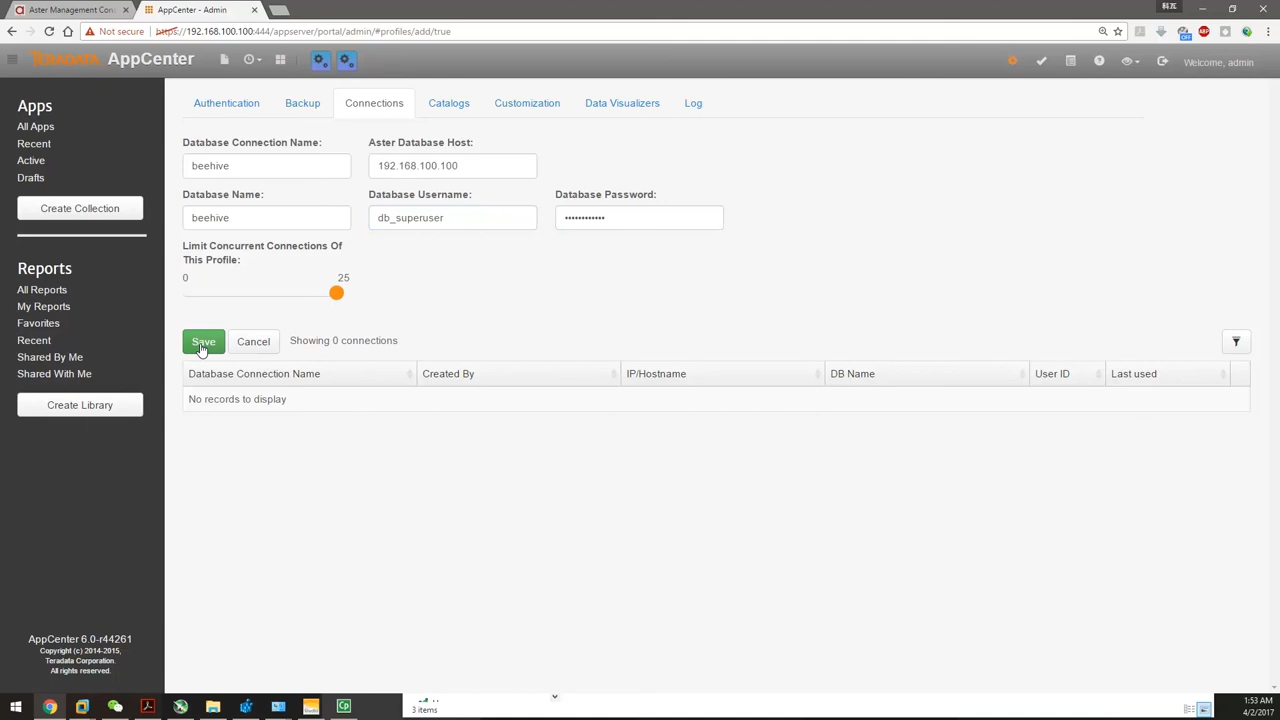 Aster Management Con
AppCenter - Admin
科瓦
Not secure
https://192.168.100.100:444/appserver/portal/admin/#profiles/add/true
OFF
ABP
TERADATA AppCenter
Welcome, admin
Apps
All Apps
Recent
Active
Drafts
Create Collection
Reports
All Reports
My Reports
Favorites
Recent
Shared By Me
Shared With Me
Create Library
AppCenter 6.0-r44261
Copyright (c) 2014-2015,
Teradata Corporation.
All rights reserved.
Authentication
Backup
Connections
Catalogs
Customization
Data Visualizers
Log
Database Connection Name:
Aster Database Host:
beehive
192.168.100.100
Database Name:
Database Username:
Database Password:
beehive
db_superuser
••••••••••••
Limit Concurrent Connections Of
This Profile:
0
25
Save
Cancel
Showing 0 connections
Database Connection Name
Created By
IP/Hostname
DB Name
User ID
Last used
No records to display
Cp
3 items
1:53 AM
4/2/2017